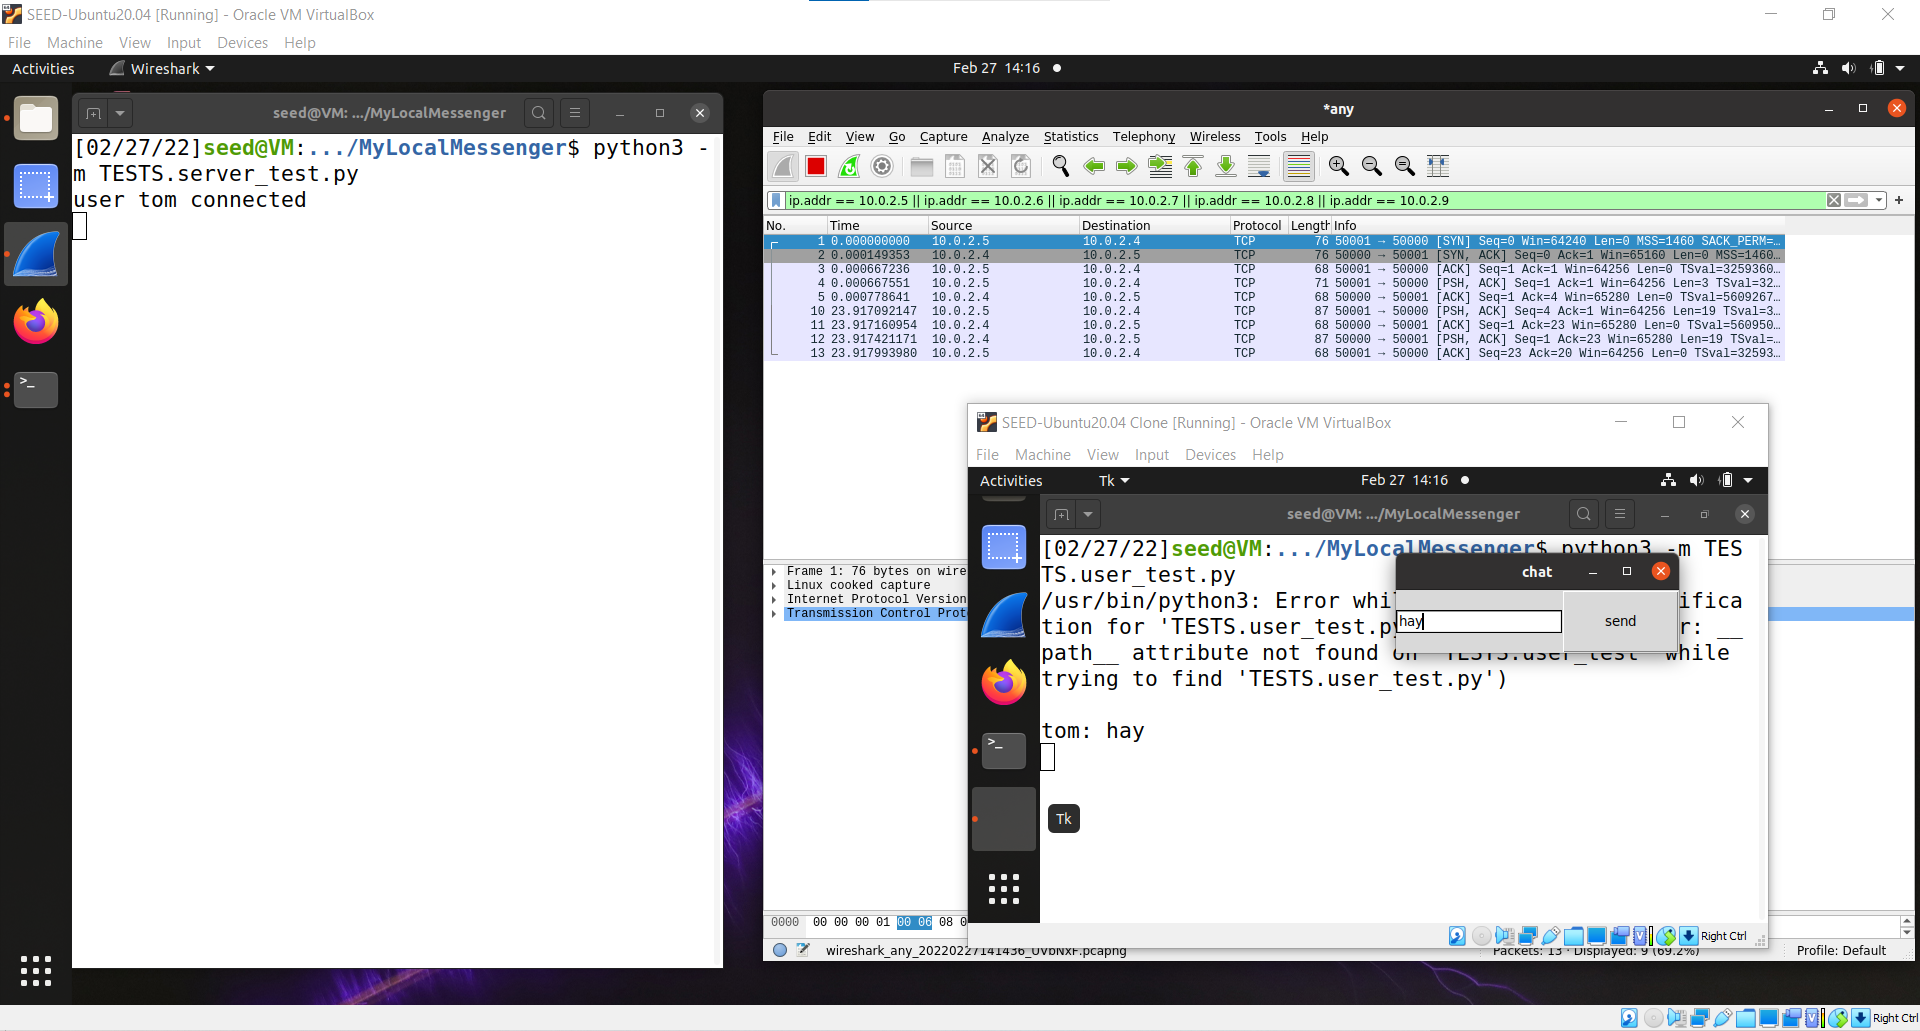 SEED-Ubuntu20.04 [Running] - Oracle VM VirtualBox
File Machine View Input Devices Help
Activities Wireshark Feb 27 14:16
seed@VM: .../MyLocalMessenger
[02/27/22]seed@VM:.../MyLocalMessenger$ python3 -
m TESTS.server_test.py
user tom connected
*any
File Edit View Go Capture Analyze Statistics Telephony Wireless Tools Help
ip.addr == 10.0.2.5 || ip.addr == 10.0.2.6 || ip.addr == 10.0.2.7 || ip.addr == 10.0.2.8 || ip.addr == 10.0.2.9
No. Time Source Destination Protocol Length Info
1 0.000000000 10.0.2.5 10.0.2.4 TCP 76 50001 → 50000 [SYN] Seq=0 Win=64240 Len=0 MSS=1460 SACK_PERM=…
2 0.000149353 10.0.2.4 10.0.2.5 TCP 76 50000 → 50001 [SYN, ACK] Seq=0 Ack=1 Win=65160 Len=0 MSS=1460…
3 0.000667236 10.0.2.5 10.0.2.4 TCP 68 50001 → 50000 [ACK] Seq=1 Ack=1 Win=64256 Len=0 TSval=3259360…
4 0.000667551 10.0.2.5 10.0.2.4 TCP 71 50001 → 50000 [PSH, ACK] Seq=1 Ack=1 Win=64256 Len=3 TSval=32…
5 0.000778641 10.0.2.4 10.0.2.5 TCP 68 50000 → 50001 [ACK] Seq=1 Ack=4 Win=65280 Len=0 TSval=5609267…
10 23.917092147 10.0.2.5 10.0.2.4 TCP 87 50001 → 50000 [PSH, ACK] Seq=4 Ack=1 Win=64256 Len=19 TSval=3…
11 23.917160954 10.0.2.4 10.0.2.5 TCP 68 50000 → 50001 [ACK] Seq=1 Ack=23 Win=65280 Len=0 TSval=560950…
12 23.917421171 10.0.2.4 10.0.2.5 TCP 87 50000 → 50001 [PSH, ACK] Seq=1 Ack=23 Win=65280 Len=19 TSval=…
13 23.917993980 10.0.2.5 10.0.2.4 TCP 68 50001 → 50000 [ACK] Seq=23 Ack=20 Win=64256 Len=0 TSval=32593…
Frame 1: 76 bytes on wire
Linux cooked capture
Internet Protocol Version
Transmission Control Prot
0000 00 00 00 01 00 06 08 0
wireshark_any_20220227141436_UVbNxF.pcapng
Packets: 13 · Displayed: 9 (69.2%)
Profile: Default
SEED-Ubuntu20.04 Clone [Running] - Oracle VM VirtualBox
File Machine View Input Devices Help
Activities Tk Feb 27 14:16
seed@VM: .../MyLocalMessenger
[02/27/22]seed@VM:.../MyLocalMessenger$ python3 -m TES
TS.user_test.py
/usr/bin/python3: Error whi ifica
tion for 'TESTS.user_test.py r: __
path__ attribute not found on 'TESTS.user_test' while
trying to find 'TESTS.user_test.py')
tom: hay
chat
hay
send
Tk
Right Ctrl
Right Ctrl